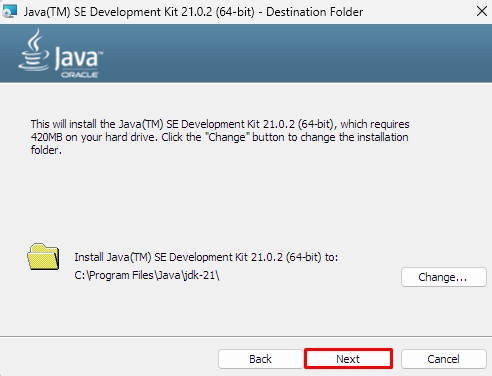 Java(TM) SE Development Kit 21.0.2 (64-bit) - Destination Folder
Java™
ORACLE
This will install the Java(TM) SE Development Kit 21.0.2 (64-bit), which requires
420MB on your hard drive. Click the "Change" button to change the installation
folder.
Install Java(TM) SE Development Kit 21.0.2 (64-bit) to:
C:\Program Files\Java\jdk-21\
Change...
Back
Next
Cancel